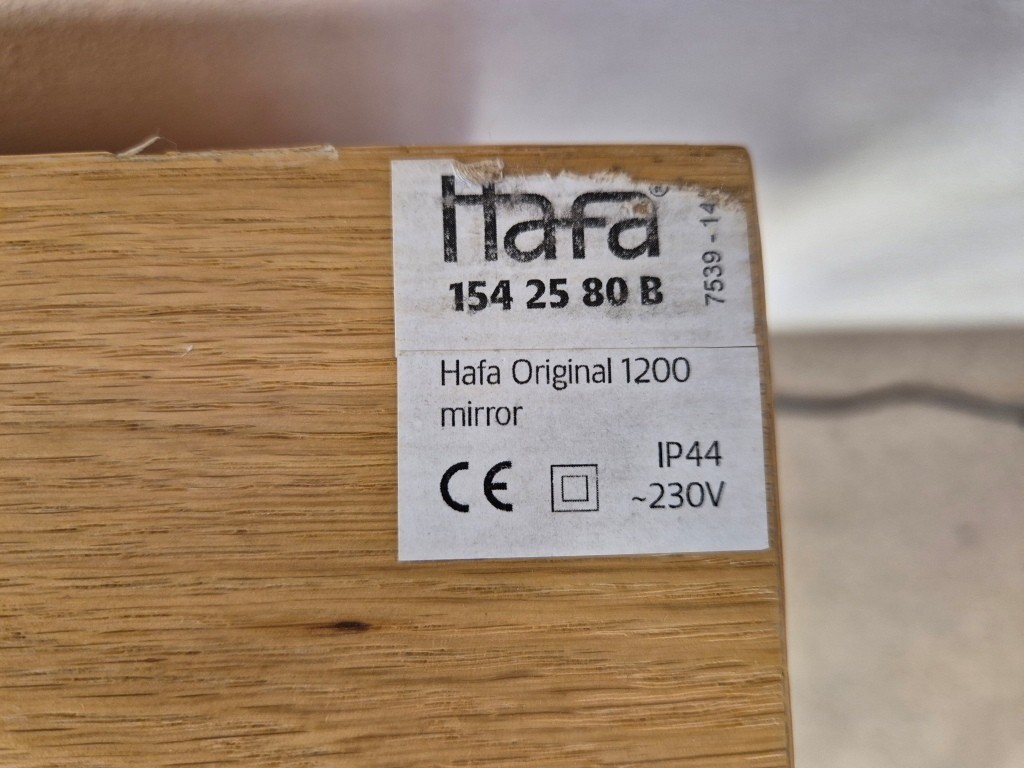 Hafa®
154 25 80 B
7539 - 14
Hafa Original 1200
mirror
CE
IP44
~230V